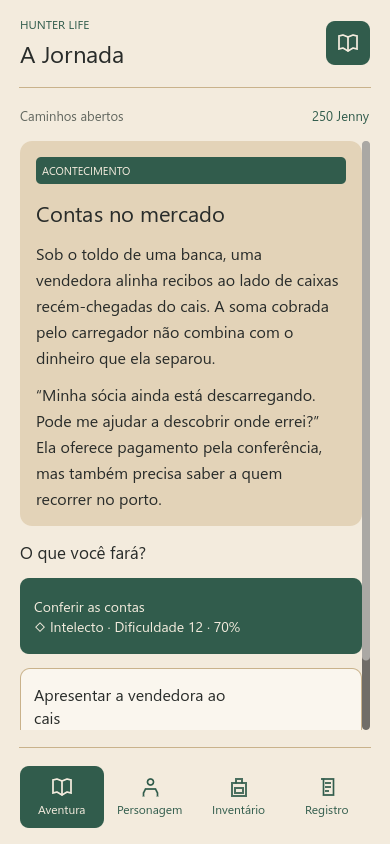 HUNTER LIFE
A Jornada
Caminhos abertos
250 Jenny
ACONTECIMENTO
Contas no mercado
Sob o toldo de uma banca, uma
vendedora alinha recibos ao lado de caixas
recém-chegadas do cais. A soma cobrada
pelo carregador não combina com o
dinheiro que ela separou.
“Minha sócia ainda está descarregando.
Pode me ajudar a descobrir onde errei?”
Ela oferece pagamento pela conferência,
mas também precisa saber a quem
recorrer no porto.
O que você fará?
Conferir as contas
◇ Intelecto · Dificuldade 12 · 70%
Apresentar a vendedora ao
cais
Aventura
Personagem
Inventário
Registro